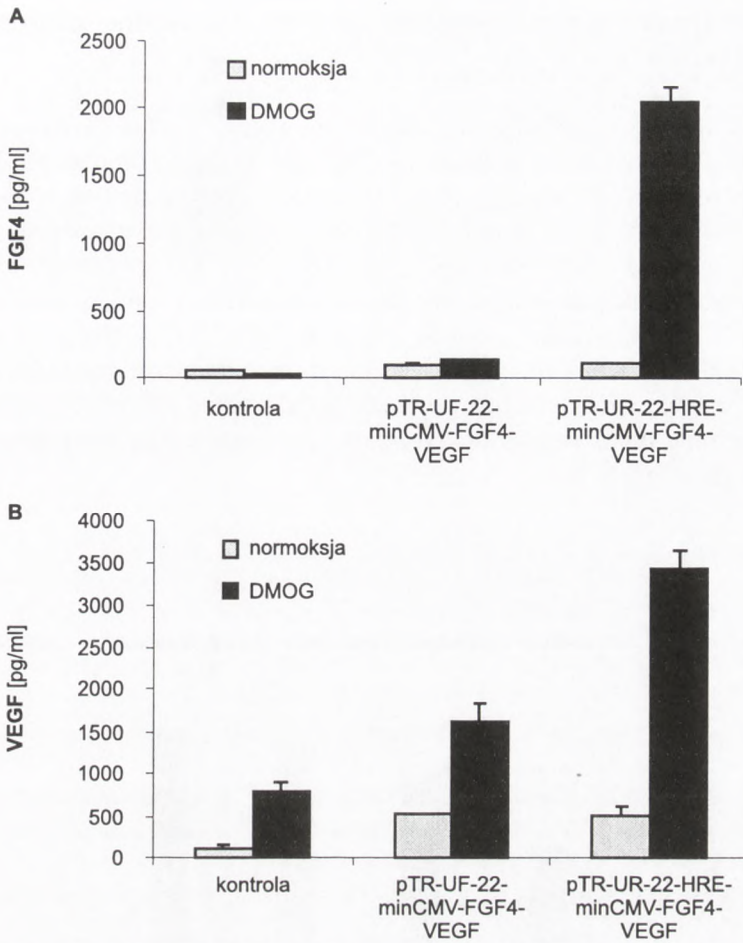 A
2500
2000
1500
1000
500
0
FGF4 [pg/ml]
normoksja
DMOG
kontrola
pTR-UF-22-
minCMV-FGF4-
VEGF
pTR-UR-22-HRE-
minCMV-FGF4-
VEGF
B
4000
3500
3000
2500
2000
1500
1000
500
0
VEGF [pg/ml]
normoksja
DMOG
kontrola
pTR-UF-22-
minCMV-FGF4-
VEGF
pTR-UR-22-HRE-
minCMV-FGF4-
VEGF